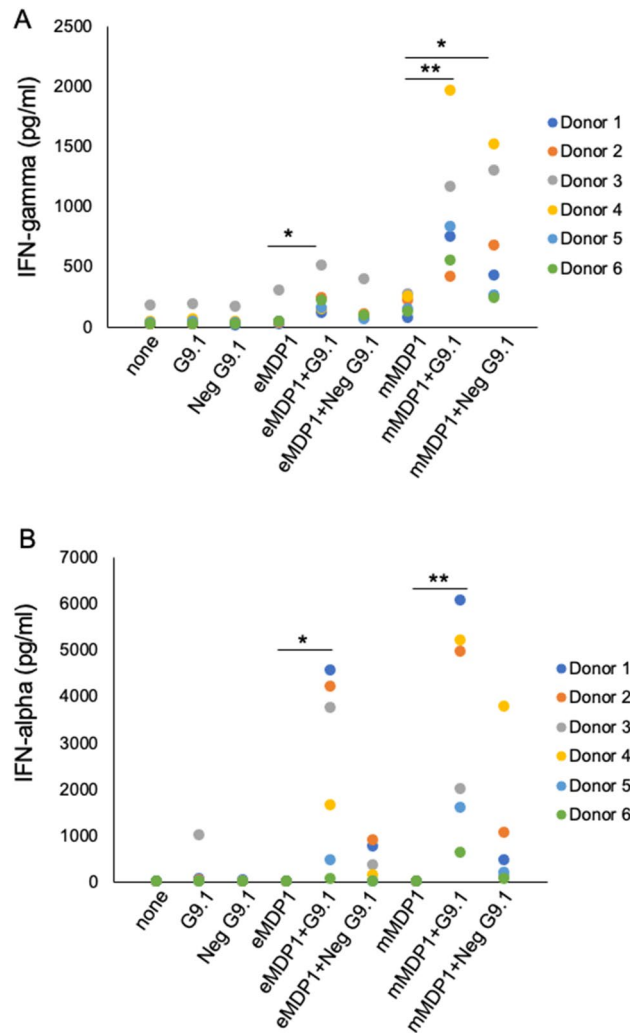 A
IFN-gamma (pg/ml)
2500
2000
1500
1000
500
0
*
*
**
none
G9.1
Neg G9.1
eMDP1
eMDP1+G9.1
eMDP1+Neg G9.1
mMDP1
mMDP1+G9.1
mMDP1+Neg G9.1
Donor 1
Donor 2
Donor 3
Donor 4
Donor 5
Donor 6
B
IFN-alpha (pg/ml)
7000
6000
5000
4000
3000
2000
1000
0
*
**
none
G9.1
Neg G9.1
eMDP1
eMDP1+G9.1
eMDP1+Neg G9.1
mMDP1
mMDP1+G9.1
mMDP1+Neg G9.1
Donor 1
Donor 2
Donor 3
Donor 4
Donor 5
Donor 6